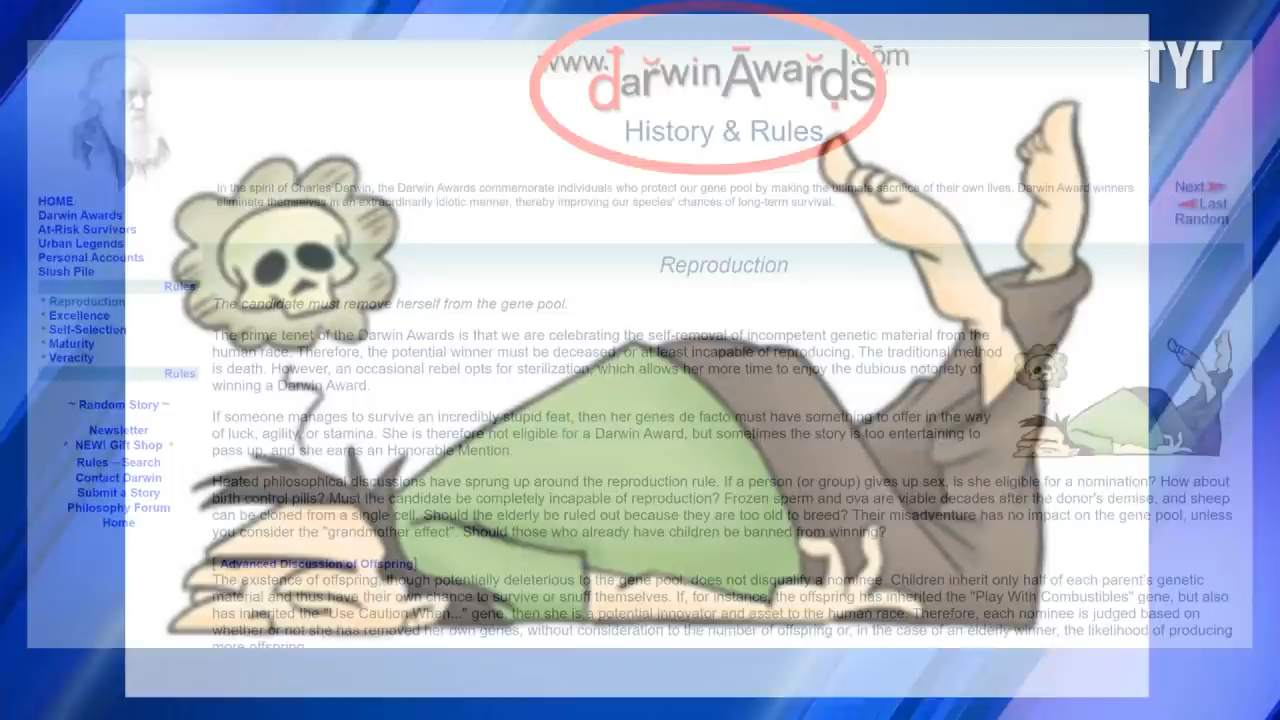 www.darwinAwards.com
TYT
History & Rules
In the spirit of Charles Darwin, the Darwin Awards commemorate individuals who protect our gene pool by making the ultimate sacrifice of their own lives. Darwin Award winners
eliminate themselves in an extraordinarily idiotic manner, thereby improving our species' chances of long-term survival.
Next
Last
Random
HOME
Darwin Awards
At-Risk Survivors
Urban Legends
Personal Accounts
Slush Pile
Rules
* Reproduction
* Excellence
* Self-Selection
* Maturity
* Veracity
Rules
~ Random Story ~
Newsletter
* NEW! Gift Shop *
Rules – Search
Contact Darwin
Submit a Story
Philosophy Forum
Home
Reproduction
The candidate must remove herself from the gene pool.
The prime tenet of the Darwin Awards is that we are celebrating the self-removal of incompetent genetic material from the
human race. Therefore, the potential winner must be deceased, or at least incapable of reproducing. The traditional method
is death. However, an occasional rebel opts for sterilization, which allows her more time to enjoy the dubious notoriety of
winning a Darwin Award.
If someone manages to survive an incredibly stupid feat, then her genes de facto must have something to offer in the way
of luck, agility, or stamina. She is therefore not eligible for a Darwin Award, but sometimes the story is too entertaining to
pass up, and she earns an Honorable Mention.
Heated philosophical discussions have sprung up around the reproduction rule. If a person (or group) gives up sex, is she eligible for a nomination? How about
birth control pills? Must the candidate be completely incapable of reproduction? Frozen sperm and ova are viable decades after the donor's demise, and sheep
can be cloned from a single cell. Should the elderly be ruled out because they are too old to breed? Their misadventure has no impact on the gene pool, unless
you consider the "grandmother effect". Should those who already have children be banned from winning?
[ Advanced Discussion of Offspring]
The existence of offspring, though potentially deleterious to the gene pool, does not disqualify a nominee. Children inherit only half of each parent's genetic
material and thus have their own chance to survive or snuff themselves. If, for instance, the offspring has inherited the "Play With Combustibles" gene, but also
has inherited the "Use Caution When..." gene, then she is a potential innovator and asset to the human race. Therefore, each nominee is judged based on
whether or not she has removed her own genes, without consideration to the number of offspring or, in the case of an elderly winner, the likelihood of producing
more offspring.